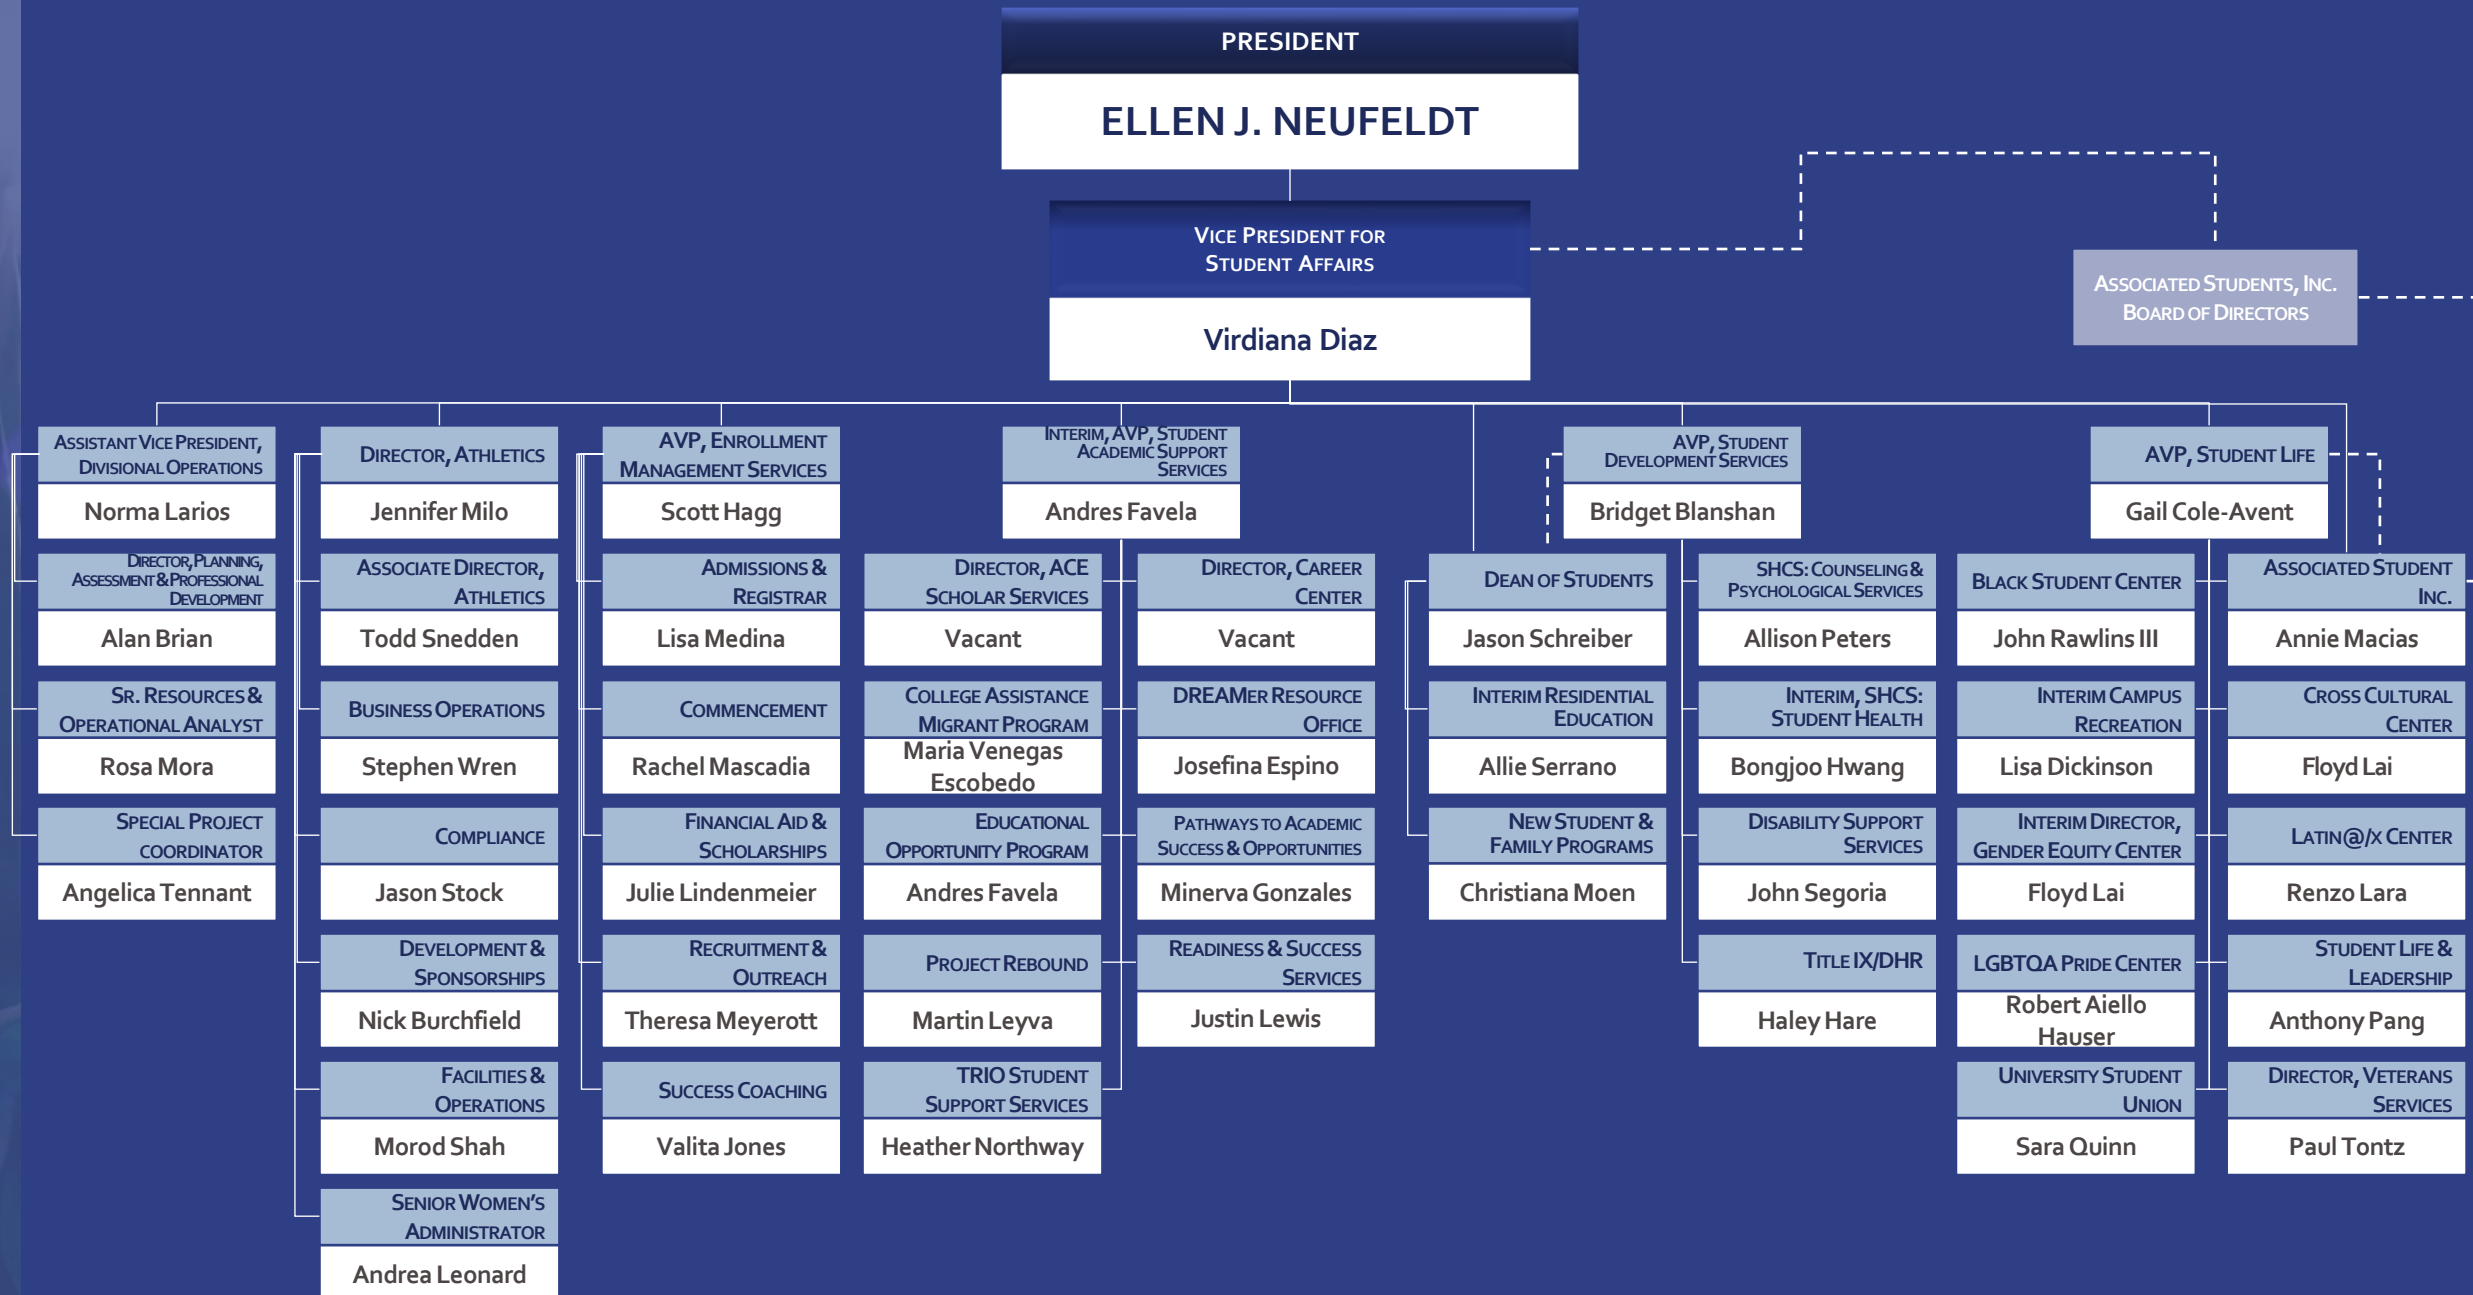 PRESIDENT
ELLEN J. NEUFELDT
VICE PRESIDENT FOR
STUDENT AFFAIRS
Virdiana Diaz
ASSOCIATED STUDENTS, INC.
BOARD OF DIRECTORS
ASSISTANT VICE PRESIDENT,
DIVISIONAL OPERATIONS
Norma Larios
DIRECTOR, PLANNING,
ASSESSMENT & PROFESSIONAL
DEVELOPMENT
Alan Brian
SR. RESOURCES &
OPERATIONAL ANALYST
Rosa Mora
SPECIAL PROJECT
COORDINATOR
Angelica Tennant
DIRECTOR, ATHLETICS
Jennifer Milo
ASSOCIATE DIRECTOR,
ATHLETICS
Todd Snedden
BUSINESS OPERATIONS
Stephen Wren
COMPLIANCE
Jason Stock
DEVELOPMENT &
SPONSORSHIPS
Nick Burchfield
FACILITIES &
OPERATIONS
Morod Shah
SENIOR WOMEN'S
ADMINISTRATOR
Andrea Leonard
AVP, ENROLLMENT
MANAGEMENT SERVICES
Scott Hagg
ADMISSIONS &
REGISTRAR
Lisa Medina
COMMENCEMENT
Rachel Mascadia
FINANCIAL AID &
SCHOLARSHIPS
Julie Lindenmeier
RECRUITMENT &
OUTREACH
Theresa Meyerott
SUCCESS COACHING
Valita Jones
INTERIM, AVP, STUDENT
ACADEMIC SUPPORT
SERVICES
Andres Favela
DIRECTOR, ACE
SCHOLAR SERVICES
Vacant
COLLEGE ASSISTANCE
MIGRANT PROGRAM
Maria Venegas
Escobedo
EDUCATIONAL
OPPORTUNITY PROGRAM
Andres Favela
PROJECT REBOUND
Martin Leyva
TRIO STUDENT
SUPPORT SERVICES
Heather Northway
DIRECTOR, CAREER
CENTER
Vacant
DREAMER RESOURCE
OFFICE
Josefina Espino
PATHWAYS TO ACADEMIC
SUCCESS & OPPORTUNITIES
Minerva Gonzales
READINESS & SUCCESS
SERVICES
Justin Lewis
AVP, STUDENT
DEVELOPMENT SERVICES
Bridget Blanshan
DEAN OF STUDENTS
Jason Schreiber
INTERIM RESIDENTIAL
EDUCATION
Allie Serrano
NEW STUDENT &
FAMILY PROGRAMS
Christiana Moen
SHCS: COUNSELING &
PSYCHOLOGICAL SERVICES
Allison Peters
INTERIM, SHCS:
STUDENT HEALTH
Bongjoo Hwang
DISABILITY SUPPORT
SERVICES
John Segoria
TITLE IX/DHR
Haley Hare
AVP, STUDENT LIFE
Gail Cole-Avent
BLACK STUDENT CENTER
John Rawlins III
INTERIM CAMPUS
RECREATION
Lisa Dickinson
INTERIM DIRECTOR,
GENDER EQUITY CENTER
Floyd Lai
LGBTQA PRIDE CENTER
Robert Aiello
Hauser
UNIVERSITY STUDENT
UNION
Sara Quinn
ASSOCIATED STUDENT
INC.
Annie Macias
CROSS CULTURAL
CENTER
Floyd Lai
LATIN@/X CENTER
Renzo Lara
STUDENT LIFE &
LEADERSHIP
Anthony Pang
DIRECTOR, VETERANS
SERVICES
Paul Tontz